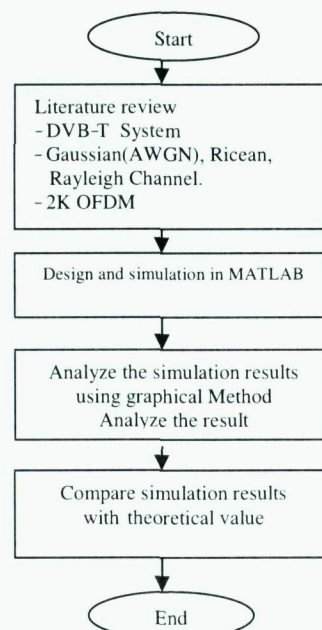 Start
Literature review
-DVB-T System
-Gaussian(AWGN), Ricean,
Rayleigh Channel.
-2K OFDM
Design and simulation in MATLAB
Analyze the simulation results
using graphical Method
Analyze the result
Compare simulation results
with theoretical value
End